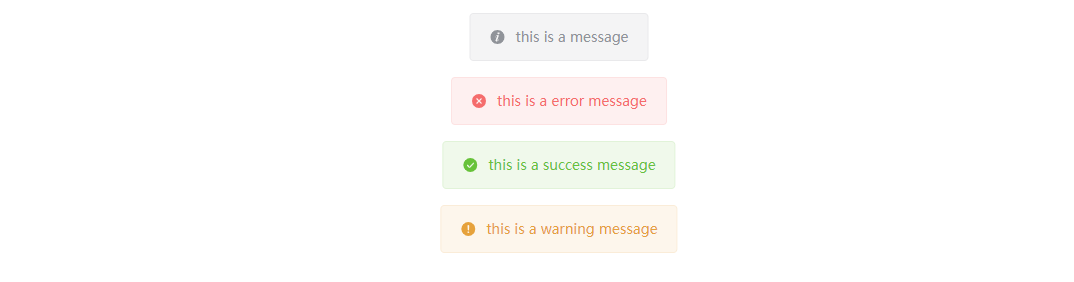 this is a message
this is a error message
this is a success message
this is a warning message